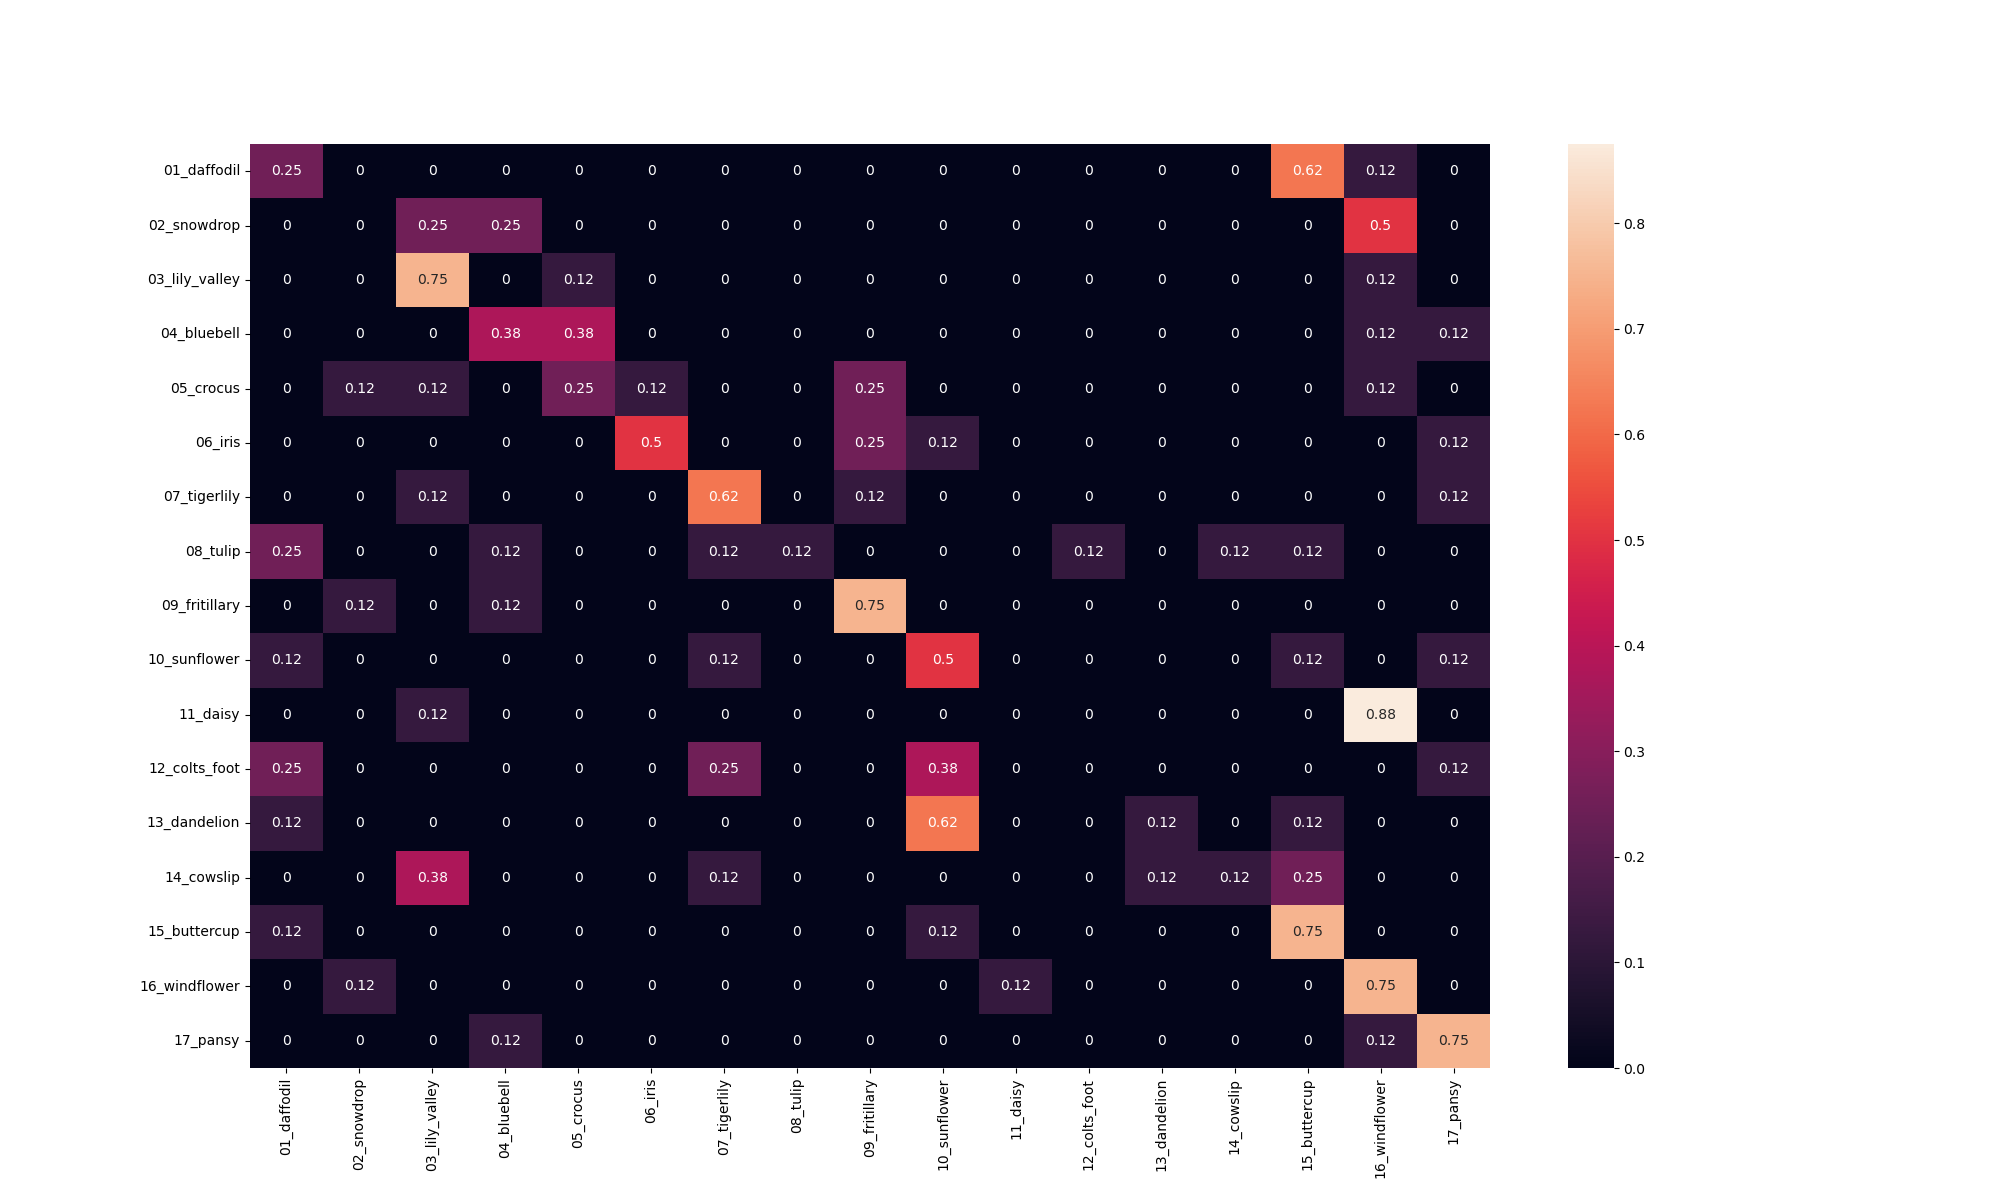 01_daffodil 0.25 0 0 0 0 0 0 0 0 0 0 0 0 0 0.62 0.12 0
02_snowdrop 0 0 0.25 0.25 0 0 0 0 0 0 0 0 0 0 0 0.5 0
03_lily_valley 0 0 0.75 0 0.12 0 0 0 0 0 0 0 0 0 0 0.12 0
04_bluebell 0 0 0 0.38 0.38 0 0 0 0 0 0 0 0 0 0 0.12 0.12
05_crocus 0 0.12 0.12 0 0.25 0.12 0 0 0.25 0 0 0 0 0 0 0.12 0
06_iris 0 0 0 0 0 0.5 0 0 0.25 0.12 0 0 0 0 0 0 0.12
07_tigerlily 0 0 0.12 0 0 0 0.62 0 0.12 0 0 0 0 0 0 0 0.12
08_tulip 0.25 0 0 0.12 0 0 0.12 0.12 0 0 0 0.12 0 0.12 0.12 0 0
09_fritillary 0 0.12 0 0.12 0 0 0 0 0.75 0 0 0 0 0 0 0 0
10_sunflower 0.12 0 0 0 0 0 0.12 0 0 0.5 0 0 0 0 0.12 0 0.12
11_daisy 0 0 0.12 0 0 0 0 0 0 0 0 0 0 0 0 0.88 0
12_colts_foot 0.25 0 0 0 0 0 0.25 0 0 0.38 0 0 0 0 0 0 0.12
13_dandelion 0.12 0 0 0 0 0 0 0 0 0.62 0 0 0.12 0 0.12 0 0
14_cowslip 0 0 0.38 0 0 0 0.12 0 0 0 0 0 0.12 0.12 0.25 0 0
15_buttercup 0.12 0 0 0 0 0 0 0 0 0.12 0 0 0 0 0.75 0 0
16_windflower 0 0.12 0 0 0 0 0 0 0 0 0.12 0 0 0 0 0.75 0
17_pansy 0 0 0 0.12 0 0 0 0 0 0 0 0 0 0 0 0.12 0.75
01_daffodil
02_snowdrop
03_lily_valley
04_bluebell
05_crocus
06_iris
07_tigerlily
08_tulip
09_fritillary
10_sunflower
11_daisy
12_colts_foot
13_dandelion
14_cowslip
15_buttercup
16_windflower
17_pansy
0.8
0.7
0.6
0.5
0.4
0.3
0.2
0.1
0.0